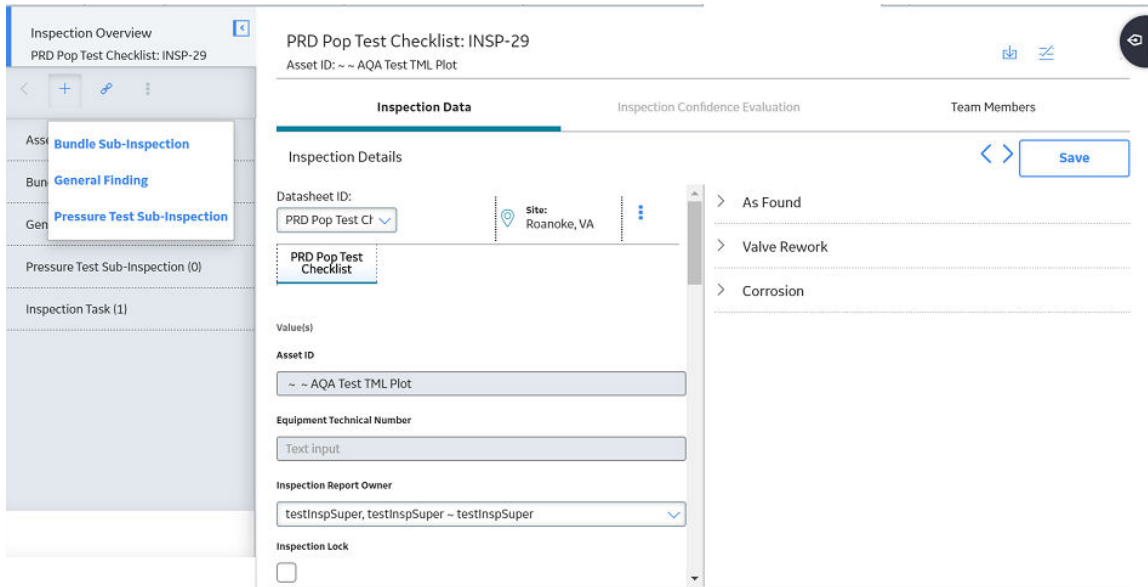 Inspection Overview
PRD Pop Test Checklist: INSP-29
Bundle Sub-Inspection
General Finding
Pressure Test Sub-Inspection
Pressure Test Sub-Inspection (0)
Inspection Task (1)
PRD Pop Test Checklist: INSP-29
Asset ID: ~ ~ AQA Test TML Plot
Inspection Data
Inspection Confidence Evaluation
Team Members
Inspection Details
Save
Datasheet ID:
PRD Pop Test
Site:
Roanoke, VA
PRD Pop Test
Checklist
Value(s)
Asset ID
~ ~ AQA Test TML Plot
Equipment Technical Number
Text input
Inspection Report Owner
testInspSuper, testInspSuper ~ testInspSuper
Inspection Lock
As Found
Valve Rework
Corrosion